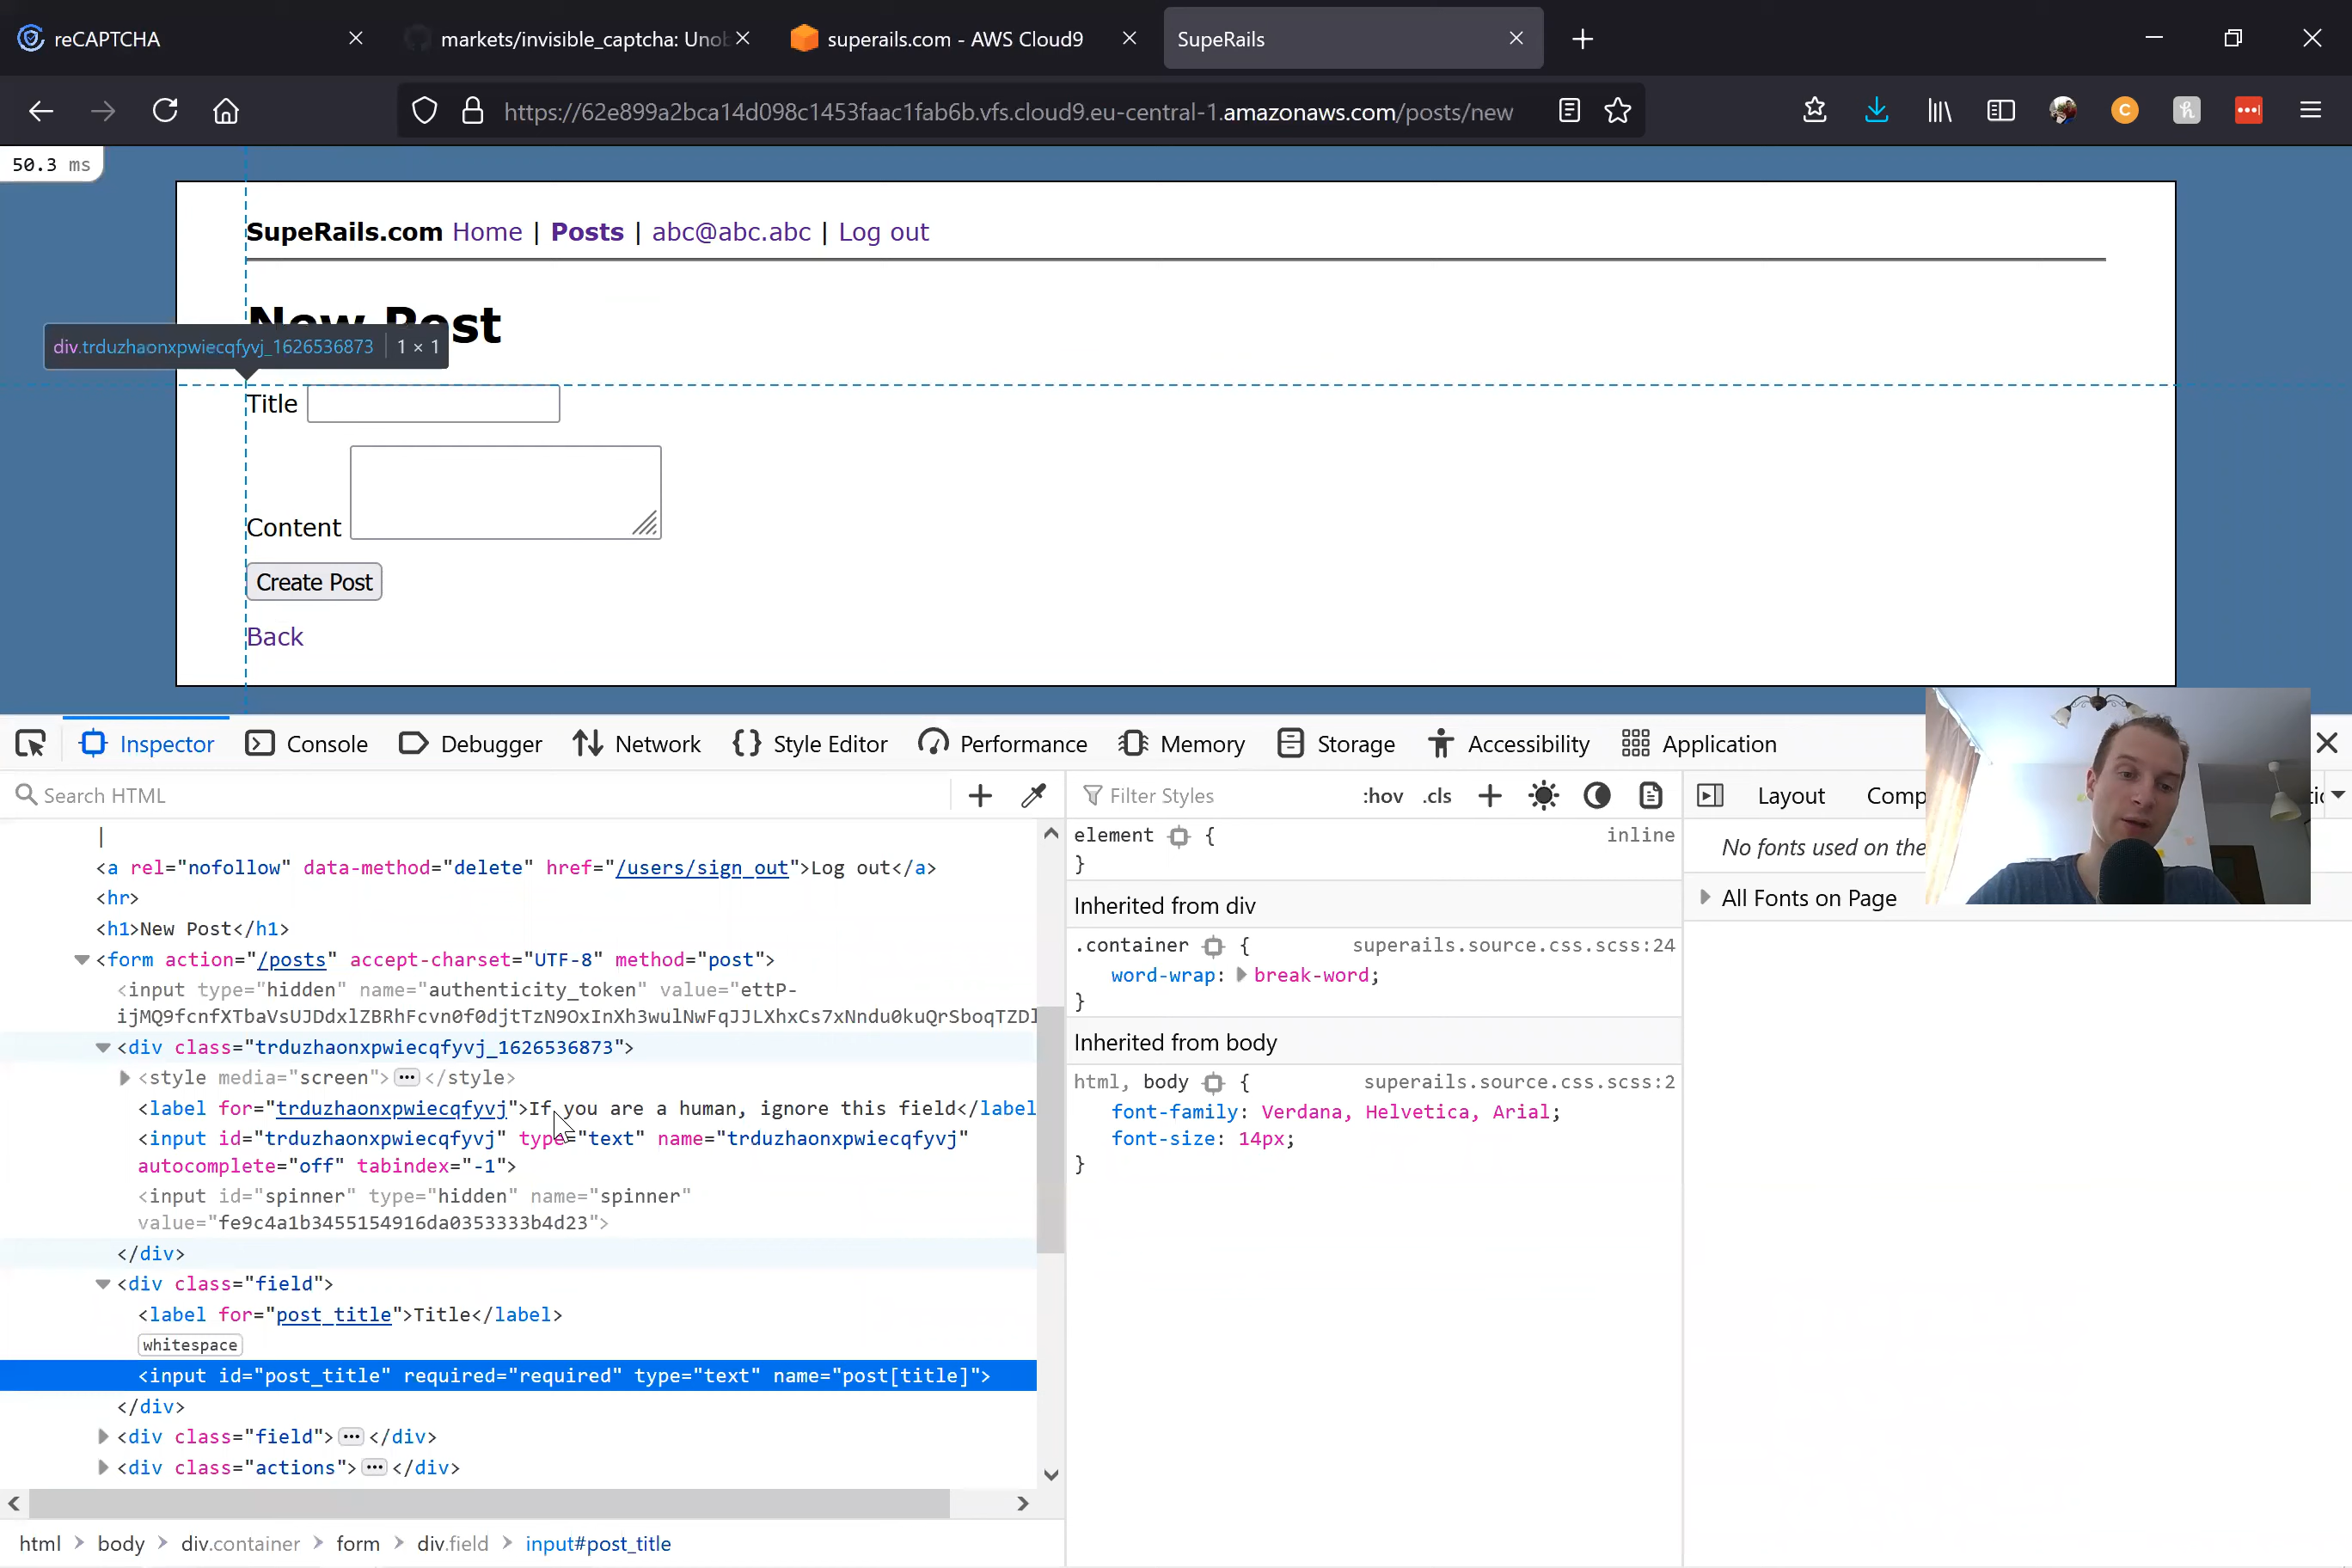 reCAPTCHA
markets/invisible_captcha: Unob
superails.com - AWS Cloud9
SupeRails
https://62e899a2bca14d098c1453faac1fab6b.vfs.cloud9.eu-central-1.amazonaws.com/posts/new
50.3 ms
SupeRails.com Home | Posts | abc@abc.abc | Log out
New Post
div.trduzhaonxpwiecqfyvj_1626536873 | 1 × 1
Title
Content
Create Post
Back
Inspector Console Debugger Network Style Editor Performance Memory Storage Accessibility Application
Search HTML
Filter Styles
:hov .cls
Layout Comp
|
<a rel="nofollow" data-method="delete" href="/users/sign_out">Log out</a>
<hr>
<h1>New Post</h1>
<form action="/posts" accept-charset="UTF-8" method="post">
<input type="hidden" name="authenticity_token" value="ettP-
ijMQ9fcnfXTbaVsUJDdxlZBRhFcvn0f0djtTzN9OxInXh3wulNwFqJJLXhxCs7xNndu0kuQrSboqTZDl
<div class="trduzhaonxpwiecqfyvj_1626536873">
<style media="screen"> ••• </style>
<label for="trduzhaonxpwiecqfyvj">If you are a human, ignore this field</label
<input id="trduzhaonxpwiecqfyvj" type="text" name="trduzhaonxpwiecqfyvj"
autocomplete="off" tabindex="-1">
<input id="spinner" type="hidden" name="spinner"
value="fe9c4a1b3455154916da0353333b4d23">
</div>
<div class="field">
<label for="post_title">Title</label>
whitespace
<input id="post_title" required="required" type="text" name="post[title]">
</div>
<div class="field"> ••• </div>
<div class="actions"> ••• </div>
html > body > div.container > form > div.field > input#post_title
element {
inline
}
Inherited from div
.container {
superails.source.css.scss:24
word-wrap: break-word;
}
Inherited from body
html, body {
superails.source.css.scss:2
font-family: Verdana, Helvetica, Arial;
font-size: 14px;
}
No fonts used on the
All Fonts on Page